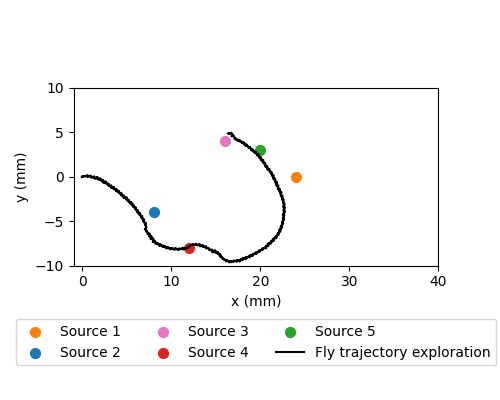 10
5
0
−5
−10
y (mm)
0 10 20 30 40
x (mm)
Source 1 Source 3 Source 5
Source 2 Source 4 Fly trajectory exploration